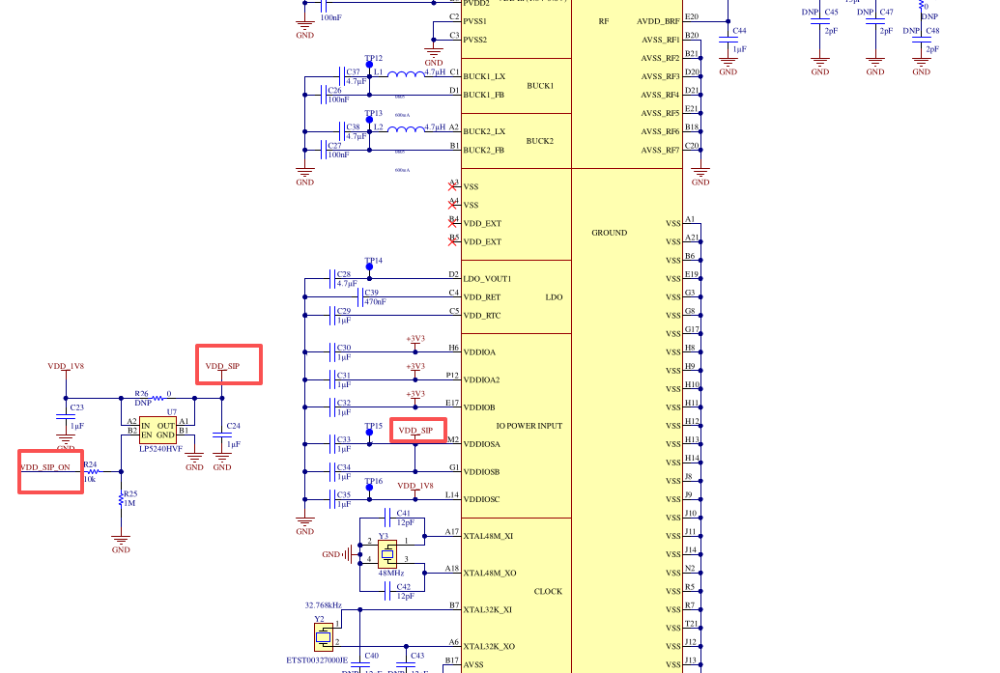 PVDD2
100nF
GND
C2 PVSS1
C3 PVSS2
GND
RF
AVDD_BRF E20
AVSS_RF1 B20
AVSS_RF2 B21
AVSS_RF3 D20
AVSS_RF4 D21
AVSS_RF5 E21
AVSS_RF6 B18
AVSS_RF7 C20
GND
C44
1µF
GND
DNP C45
2pF
GND
DNP C47
2pF
GND
0
DNP
DNP C48
2pF
GND
TP12
C37 L1 4.7µH C1 BUCK1_LX
4.7µF
C26 D1 BUCK1_FB
100nF
BUCK1
600mA
TP13
C38 L2 4.7µH A2 BUCK2_LX
4.7µF
C27 B1 BUCK2_FB
100nF
BUCK2
600mA
GND
A3 VSS
A4 VSS
B4 VDD_EXT
B5 VDD_EXT
GROUND
TP14
C28 D2 LDO_VOUT1
4.7µF
C39 C4 VDD_RET
470nF
LDO
C29 C5 VDD_RTC
1µF
+3V3
C30 H6 VDDIOA
1µF
+3V3
C31 P12 VDDIOA2
1µF
+3V3
C32 E17 VDDIOB
1µF
IO POWER INPUT
TP15 VDD_SIP
C33 M2 VDDIOSA
1µF
C34 G1 VDDIOSB
1µF
TP16 VDD_1V8
C35 L14 VDDIOSC
1µF
GND
C41
12pF
A17 XTAL48M_XI
GND
2 Y3 1
4 3
48MHz
A18 XTAL48M_XO
C42
12pF
CLOCK
32.768kHz
B7 XTAL32K_XI
Y2
1
2
A6 XTAL32K_XO
ETST00327000JE
C40
C43
B17 AVSS
VSS A1
VSS A21
VSS B6
VSS E19
VSS G3
VSS G8
VSS G17
VSS H8
VSS H9
VSS H10
VSS H11
VSS H12
VSS H13
VSS H14
VSS J8
VSS J9
VSS J10
VSS J11
VSS J14
VSS N2
VSS R5
VSS R7
VSS T21
VSS J12
VSS J13
VDD_1V8
VDD_SIP
R26 0
DNP
C23
1µF
GND
U7
A2 IN OUT A1
B2 EN GND B1
LP5240HVF
C24
1µF
GND
GND
VDD_SIP_ON
R24
10k
R25
1M
GND